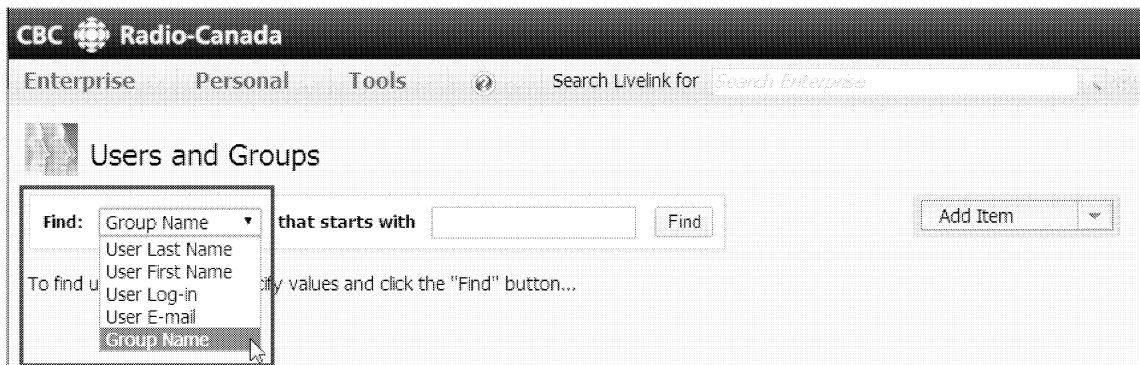 CBC Radio-Canada
Enterprise Personal Tools ? Search Livelink for Search Enterprise
Users and Groups
Find: Group Name that starts with Find Add Item
User Last Name
User First Name
To find u ify values and click the "Find" button...
User Log-in
User E-mail
Group Name